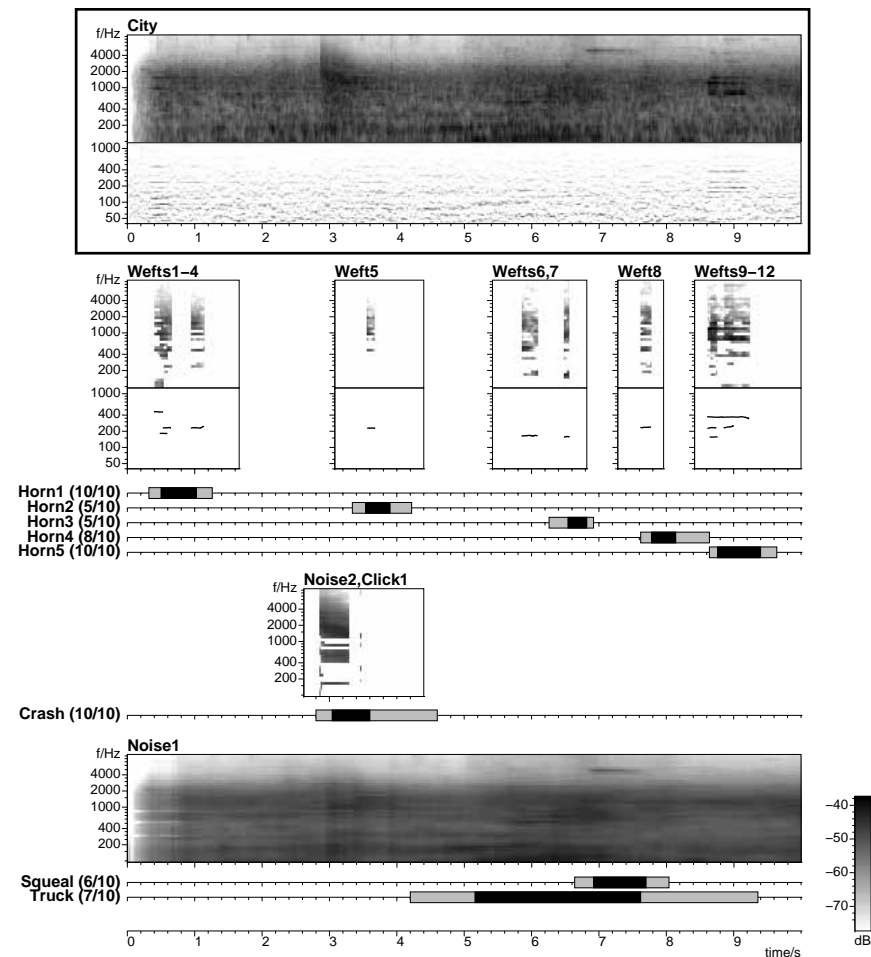 City
f/Hz
4000
2000
1000
400
200
1000
400
200
100
50
0 1 2 3 4 5 6 7 8 9
Wefts1−4 Weft5 Wefts6,7 Weft8 Wefts9−12
f/Hz
4000
2000
1000
400
200
1000
400
200
100
50
Horn1 (10/10)
Horn2 (5/10)
Horn3 (5/10)
Horn4 (8/10)
Horn5 (10/10)
Noise2,Click1
f/Hz
4000
2000
1000
400
200
Crash (10/10)
Noise1
f/Hz
4000
2000
1000
400
200
−40
−50
−60
−70
dB
Squeal (6/10)
Truck (7/10)
0 1 2 3 4 5 6 7 8 9
time/s